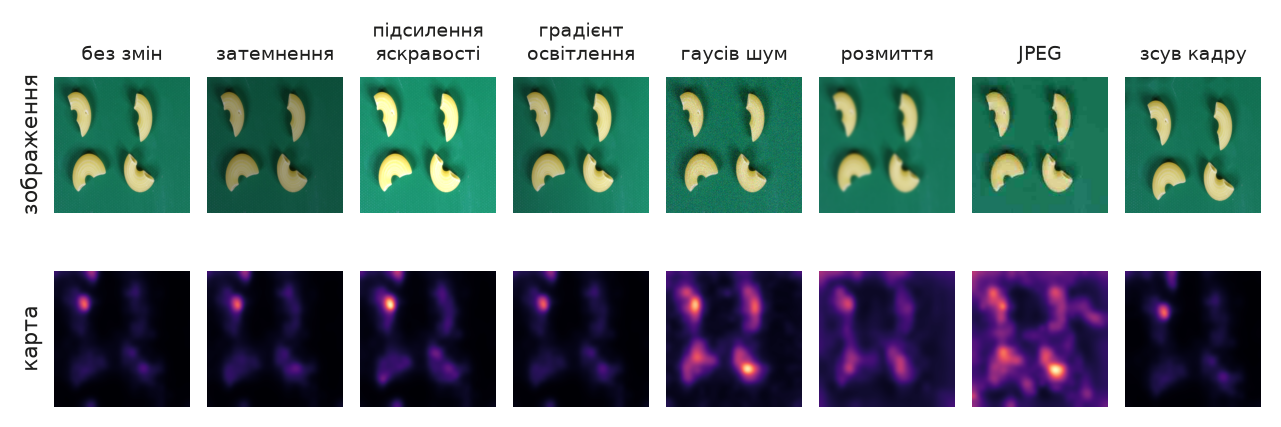 без змін
затемнення
підсилення
яскравості
градієнт
освітлення
гаусів шум
розмиття
JPEG
зсув кадру
зображення
карта